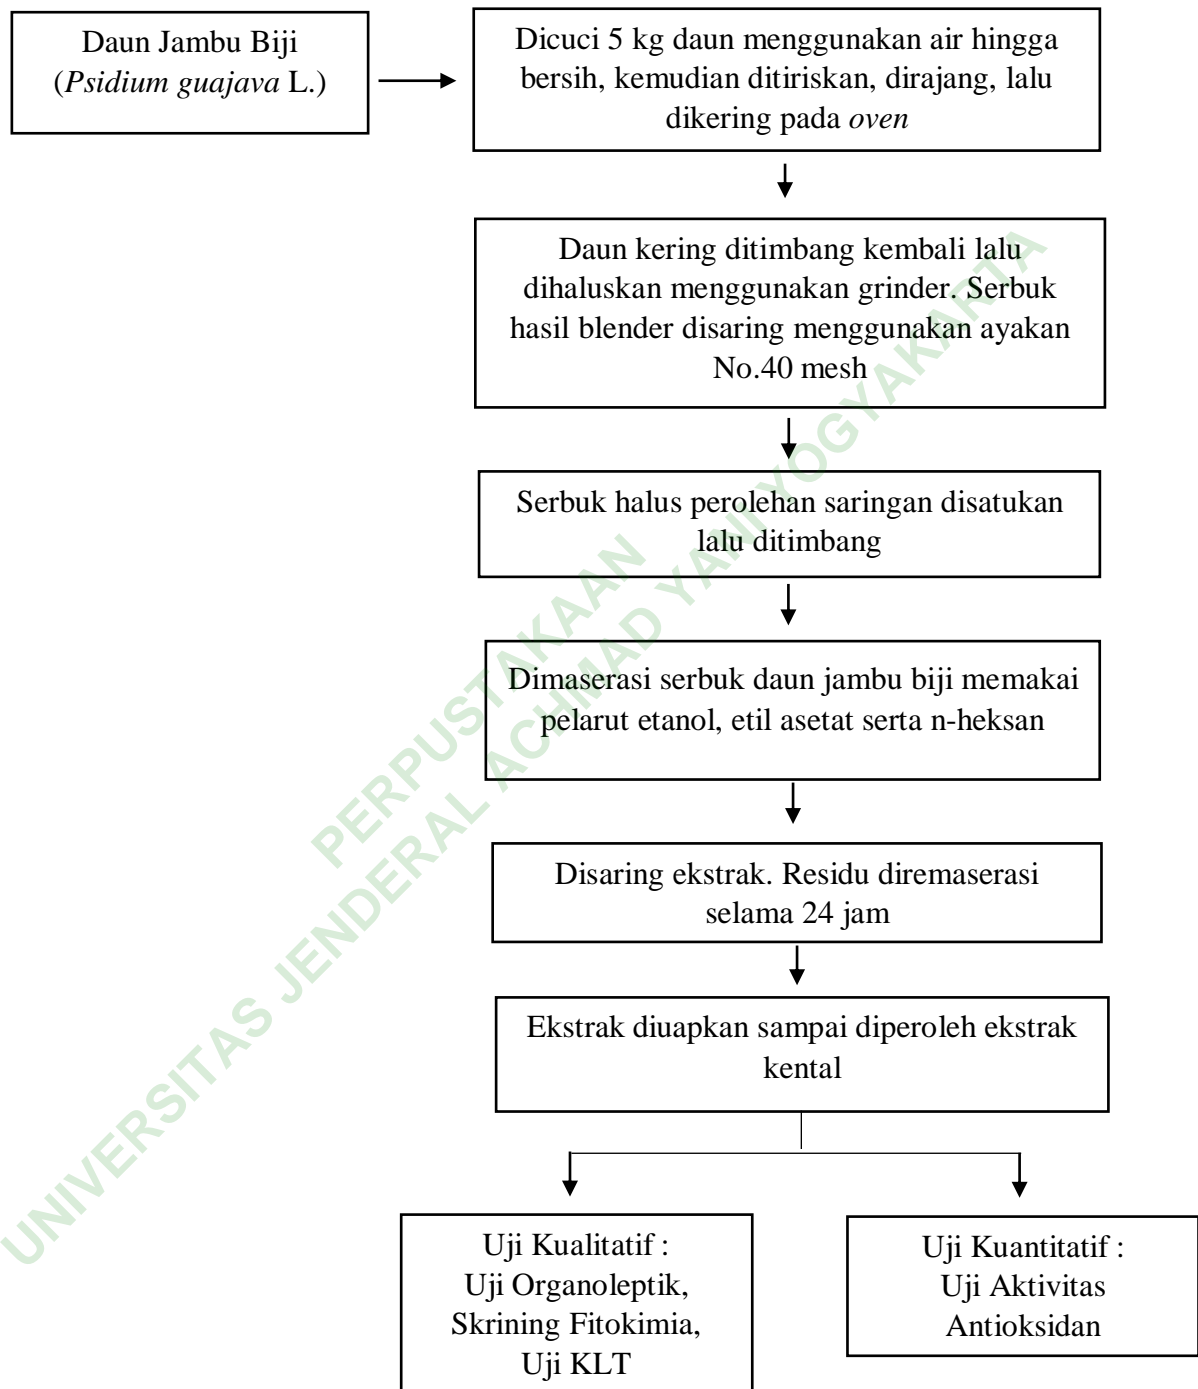 Daun Jambu Biji
(Psidium guajava L.)
Dicuci 5 kg daun menggunakan air hingga
bersih, kemudian ditiriskan, dirajang, lalu
dikering pada oven
Daun kering ditimbang kembali lalu
dihaluskan menggunakan grinder. Serbuk
hasil blender disaring menggunakan ayakan
No.40 mesh
Serbuk halus perolehan saringan disatukan
lalu ditimbang
Dimaserasi serbuk daun jambu biji memakai
pelarut etanol, etil asetat serta n-heksan
Disaring ekstrak. Residu diremaserasi
selama 24 jam
Ekstrak diuapkan sampai diperoleh ekstrak
kental
Uji Kualitatif :
Uji Organoleptik,
Skrining Fitokimia,
Uji KLT
Uji Kuantitatif :
Uji Aktivitas
Antioksidan
PERPUSTAKAAN
UNIVERSITAS JENDERAL ACHMAD YANI YOGYAKARTA